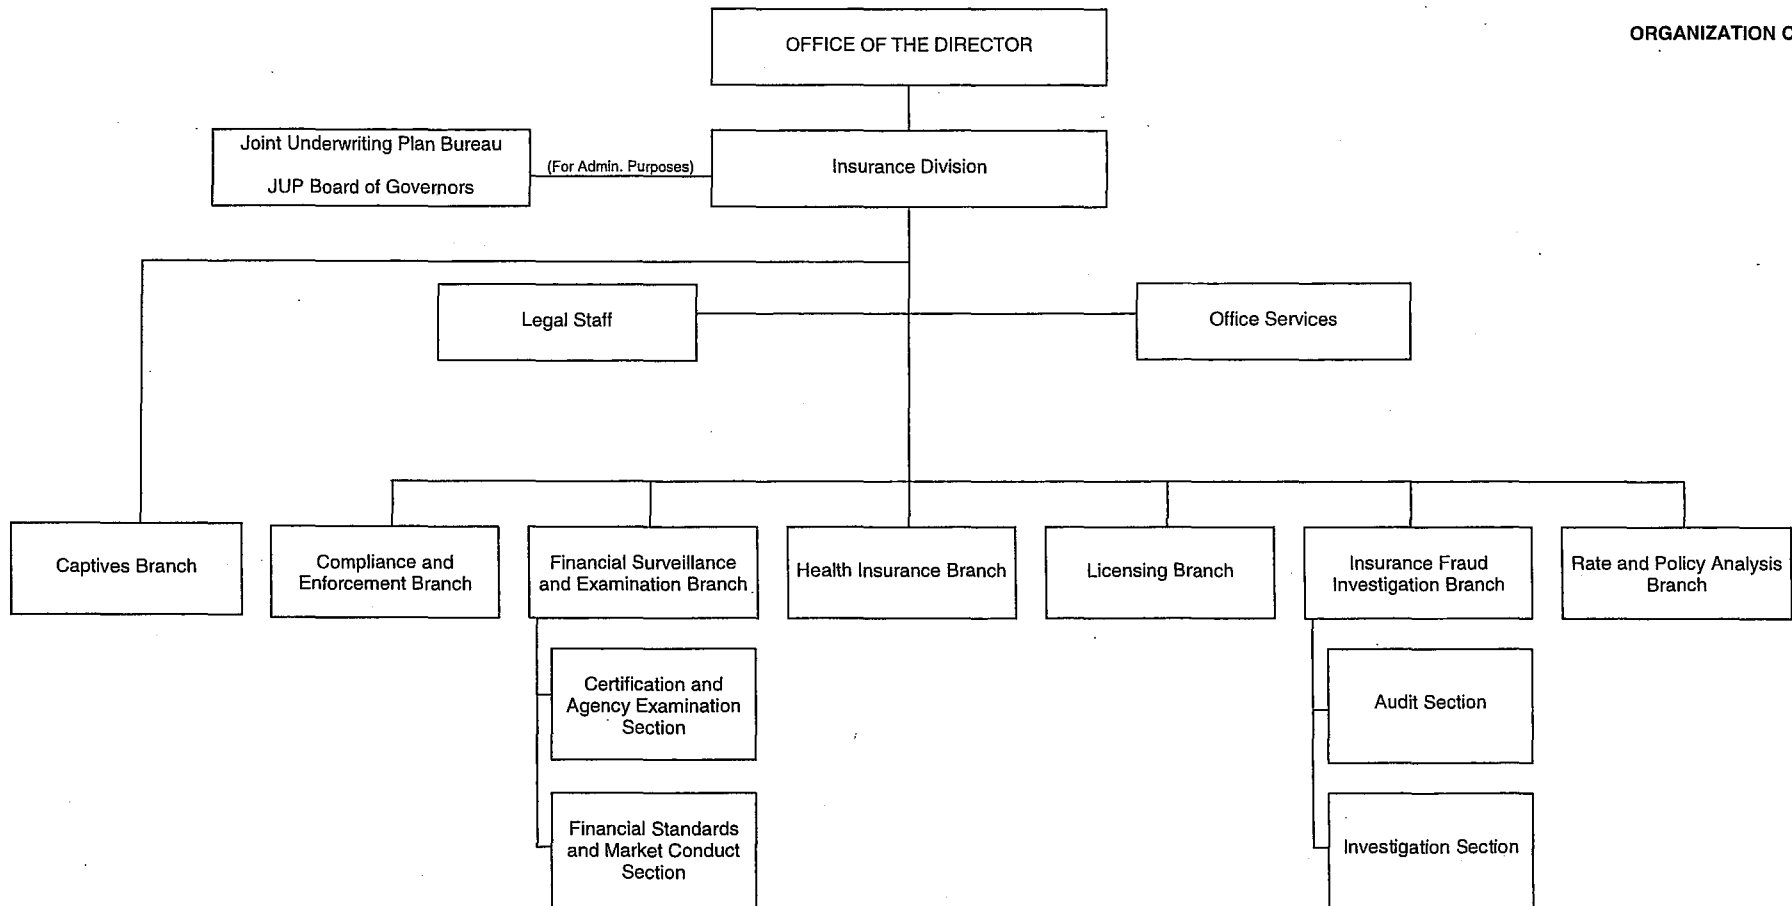 ORGANIZATION C
OFFICE OF THE DIRECTOR
Joint Underwriting Plan Bureau
JUP Board of Governors
(For Admin. Purposes)
Insurance Division
Legal Staff
Office Services
Captives Branch
Compliance and
Enforcement Branch
Financial Surveillance
and Examination Branch
Health Insurance Branch
Licensing Branch
Insurance Fraud
Investigation Branch
Rate and Policy Analysis
Branch
Certification and
Agency Examination
Section
Audit Section
Financial Standards
and Market Conduct
Section
Investigation Section